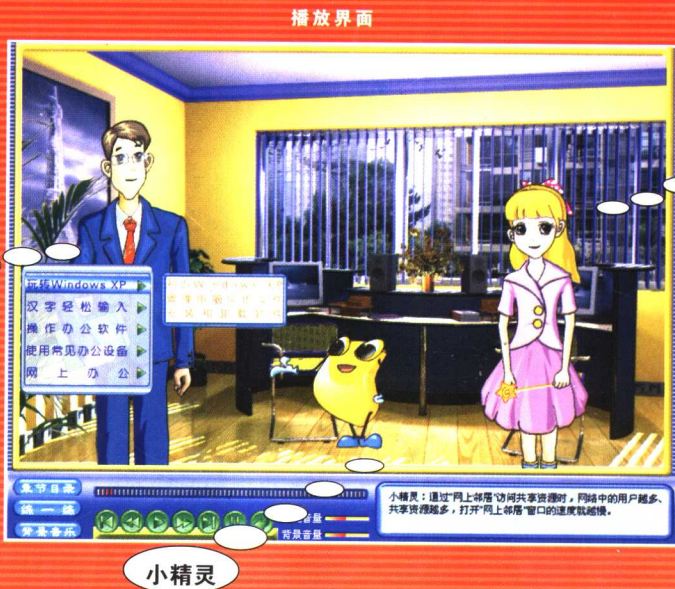 播放界面
玩转Windows XP
汉字轻松输入
操作办公软件
使用常见办公设备
网上办公
章节目录
练一练
背景音乐
音量
背景音量
小精灵：通过“网上邻居”访问共享资源时，网络中的用户越多、
共享资源越多，打开“网上邻居”窗口的速度就越慢。
小精灵